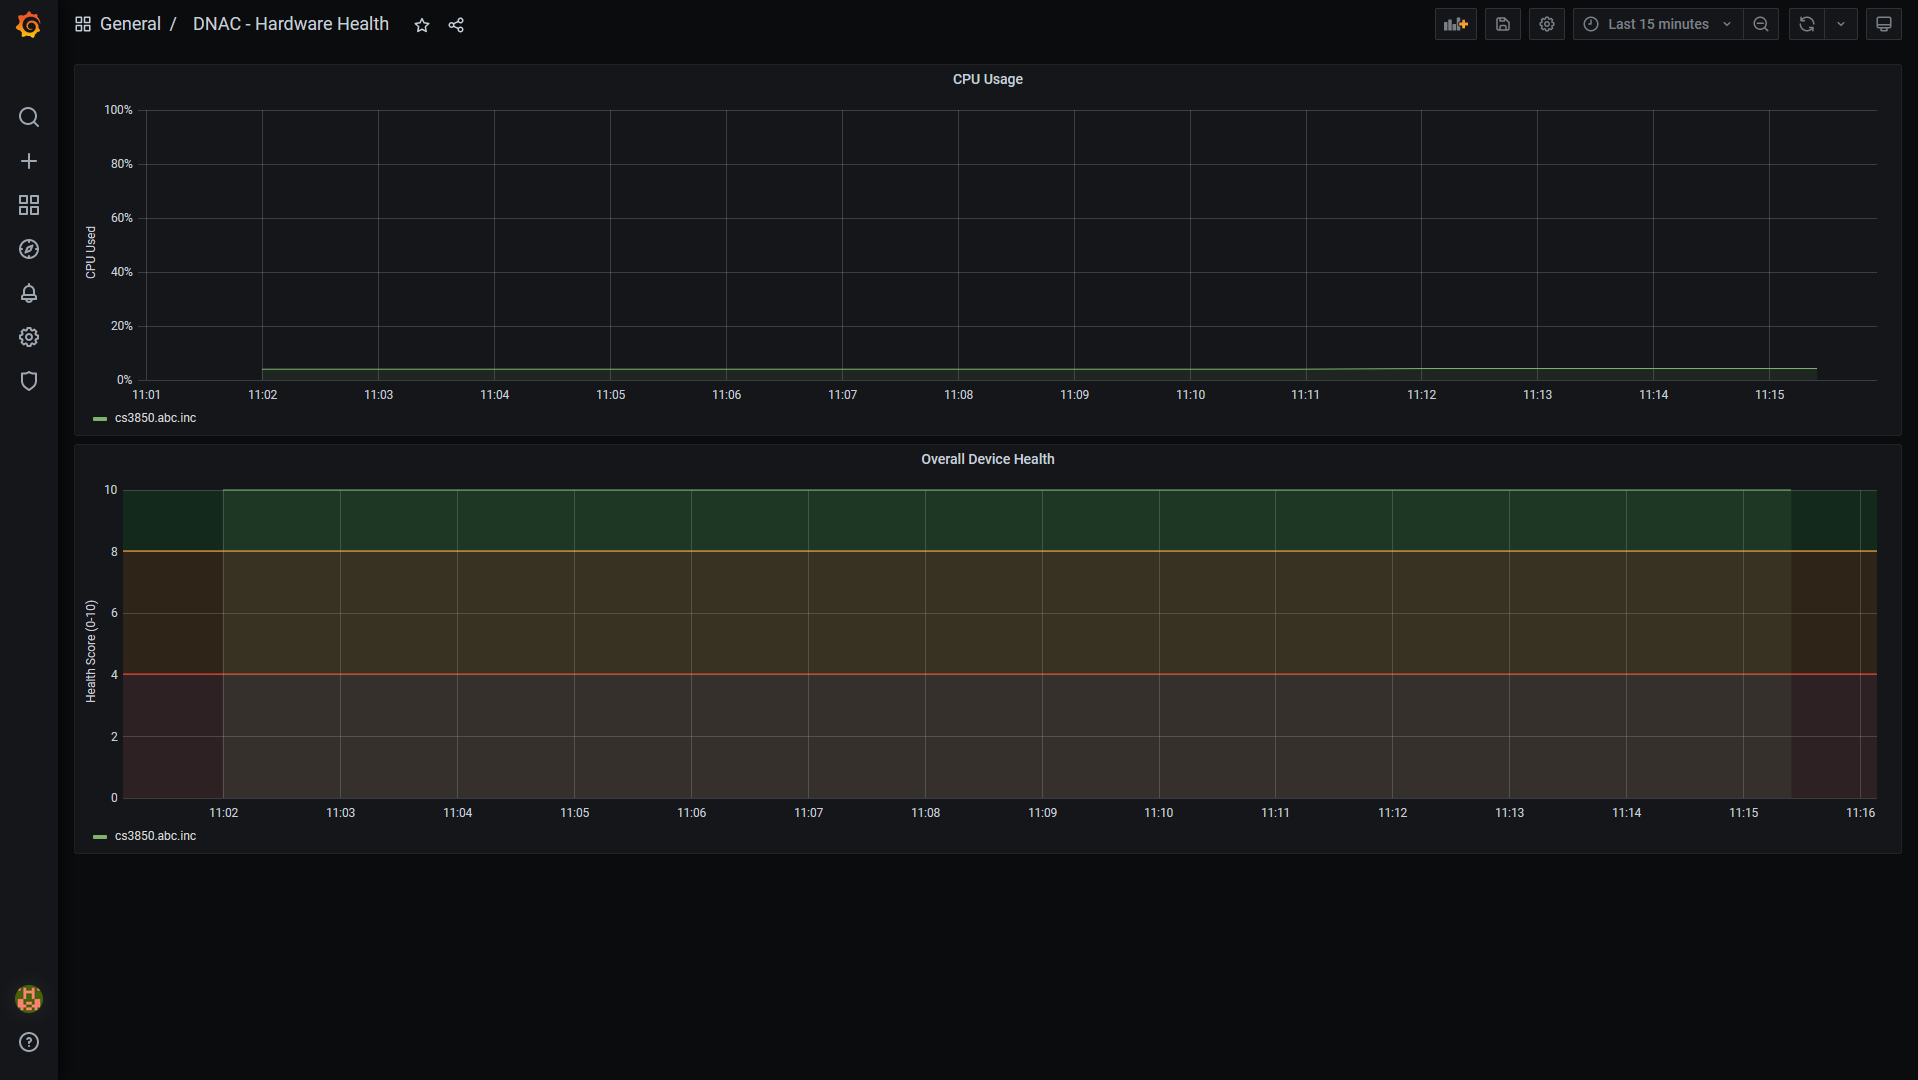 General / DNAC - Hardware Health
Last 15 minutes
CPU Usage
CPU Used
100%
80%
60%
40%
20%
0%
11:01 11:02 11:03 11:04 11:05 11:06 11:07 11:08 11:09 11:10 11:11 11:12 11:13 11:14 11:15
cs3850.abc.inc
Overall Device Health
Health Score (0-10)
10
8
6
4
2
0
11:02 11:03 11:04 11:05 11:06 11:07 11:08 11:09 11:10 11:11 11:12 11:13 11:14 11:15 11:16
cs3850.abc.inc